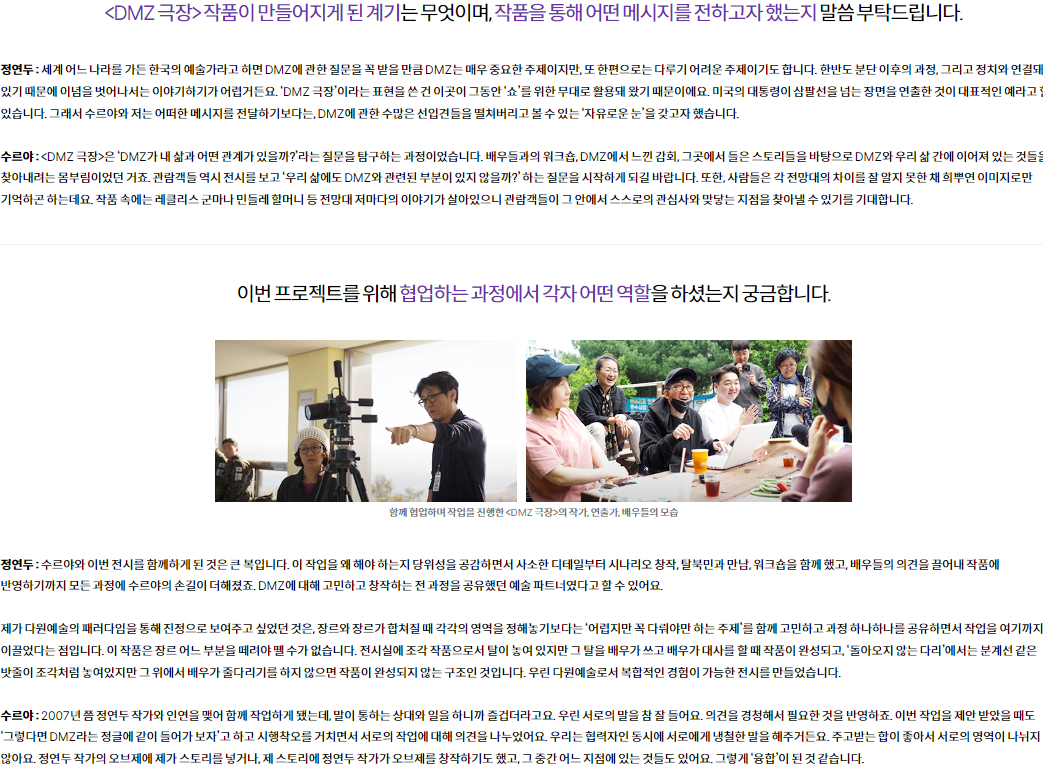 <DMZ 극장> 작품이 만들어지게 된 계기는 무엇이며, 작품을 통해 어떤 메시지를 전하고자 했는지 말씀 부탁드립니다.
정연두 : 세계 어느 나라를 가든 한국의 예술가라고 하면 DMZ에 관한 질문을 꼭 받을 만큼 DMZ는 매우 중요한 주제이지만, 또 한편으로는 다루기 어려운 주제이기도 합니다. 한반도 분단 이후의 과정, 그리고 정치와 연결돼
있기 때문에 이념을 벗어나서는 이야기하기가 어렵거든요. ‘DMZ 극장’이라는 표현을 쓴 건 이곳이 그동안 ‘쇼’를 위한 무대로 활용돼 왔기 때문이에요. 미국의 대통령이 삼팔선을 넘는 장면을 연출한 것이 대표적인 예라고 할
있습니다. 그래서 수르야와 저는 어떠한 메시지를 전달하기보다는, DMZ에 관한 수많은 선입견들을 떨쳐버리고 볼 수 있는 ‘자유로운 눈’을 갖고자 했습니다.
수르야 : <DMZ 극장>은 ‘DMZ가 내 삶과 어떤 관계가 있을까?’라는 질문을 탐구하는 과정이었습니다. 배우들과의 워크숍, DMZ에서 느낀 감회, 그곳에서 들은 스토리들을 바탕으로 DMZ와 우리 삶 간에 이어져 있는 것들을
찾아내려는 몸부림이었던 거죠. 관람객들 역시 전시를 보고 ‘우리 삶에도 DMZ와 관련된 부분이 있지 않을까?’ 하는 질문을 시작하게 되길 바랍니다. 또한, 사람들은 각 전망대의 차이를 잘 알지 못한 채 희뿌연 이미지로만
기억하곤 하는데요. 작품 속에는 레클리스 군마나 민들레 할머니 등 전망대 저마다의 이야기가 살아있으니 관람객들이 그 안에서 스스로의 관심사와 맞닿는 지점을 찾아낼 수 있기를 기대합니다.
이번 프로젝트를 위해 협업하는 과정에서 각자 어떤 역할을 하셨는지 궁금합니다.
함께 협업하며 작업을 진행한 <DMZ 극장>의 작가, 연출가, 배우들의 모습
정연두 : 수르야와 이번 전시를 함께하게 된 것은 큰 복입니다. 이 작업을 왜 해야 하는지 당위성을 공감하면서 사소한 디테일부터 시나리오 창작, 탈북민과 만남, 워크숍을 함께 했고, 배우들의 의견을 끌어내 작품에
반영하기까지 모든 과정에 수르야의 손길이 더해졌죠. DMZ에 대해 고민하고 창작하는 전 과정을 공유했던 예술 파트너였다고 할 수 있어요.
제가 다원예술의 패러다임을 통해 진정으로 보여주고 싶었던 것은, 장르와 장르가 합쳐질 때 각각의 영역을 정해놓기보다는 ‘어렵지만 꼭 다뤄야만 하는 주제’를 함께 고민하고 과정 하나하나를 공유하면서 작업을 여기까지
이끌었다는 점입니다. 이 작품은 장르 어느 부분을 떼려야 뗄 수가 없습니다. 전시실에 조각 작품으로서 탈이 놓여 있지만 그 탈을 배우가 쓰고 배우가 대사를 할 때 작품이 완성되고, ‘돌아오지 않는 다리’에서는 분계선 같은
밧줄이 조각처럼 놓여있지만 그 위에서 배우가 줄다리기를 하지 않으면 작품이 완성되지 않는 구조인 것입니다. 우린 다원예술로서 복합적인 경험이 가능한 전시를 만들었습니다.
수르야 : 2007년 쯤 정연두 작가와 인연을 맺어 함께 작업하게 됐는데, 말이 통하는 상대와 일을 하니까 즐겁더라고요. 우린 서로의 말을 참 잘 들어요. 의견을 경청해서 필요한 것을 반영하죠. 이번 작업을 제안 받았을 때도
‘그렇다면 DMZ라는 정글에 같이 들어가 보자’고 하고 시행착오를 거치면서 서로의 작업에 대해 의견을 나누었어요. 우리는 협력자인 동시에 서로에게 냉철한 말을 해주거든요. 주고받는 합이 좋아서 서로의 영역이 나뉘지
않아요. 정연두 작가의 오브제에 제가 스토리를 넣거나, 제 스토리에 정연두 작가가 오브제를 창작하기도 했고, 그 중간 어느 지점에 있는 것들도 있어요. 그렇게 ‘융합’이 된 것 같습니다.